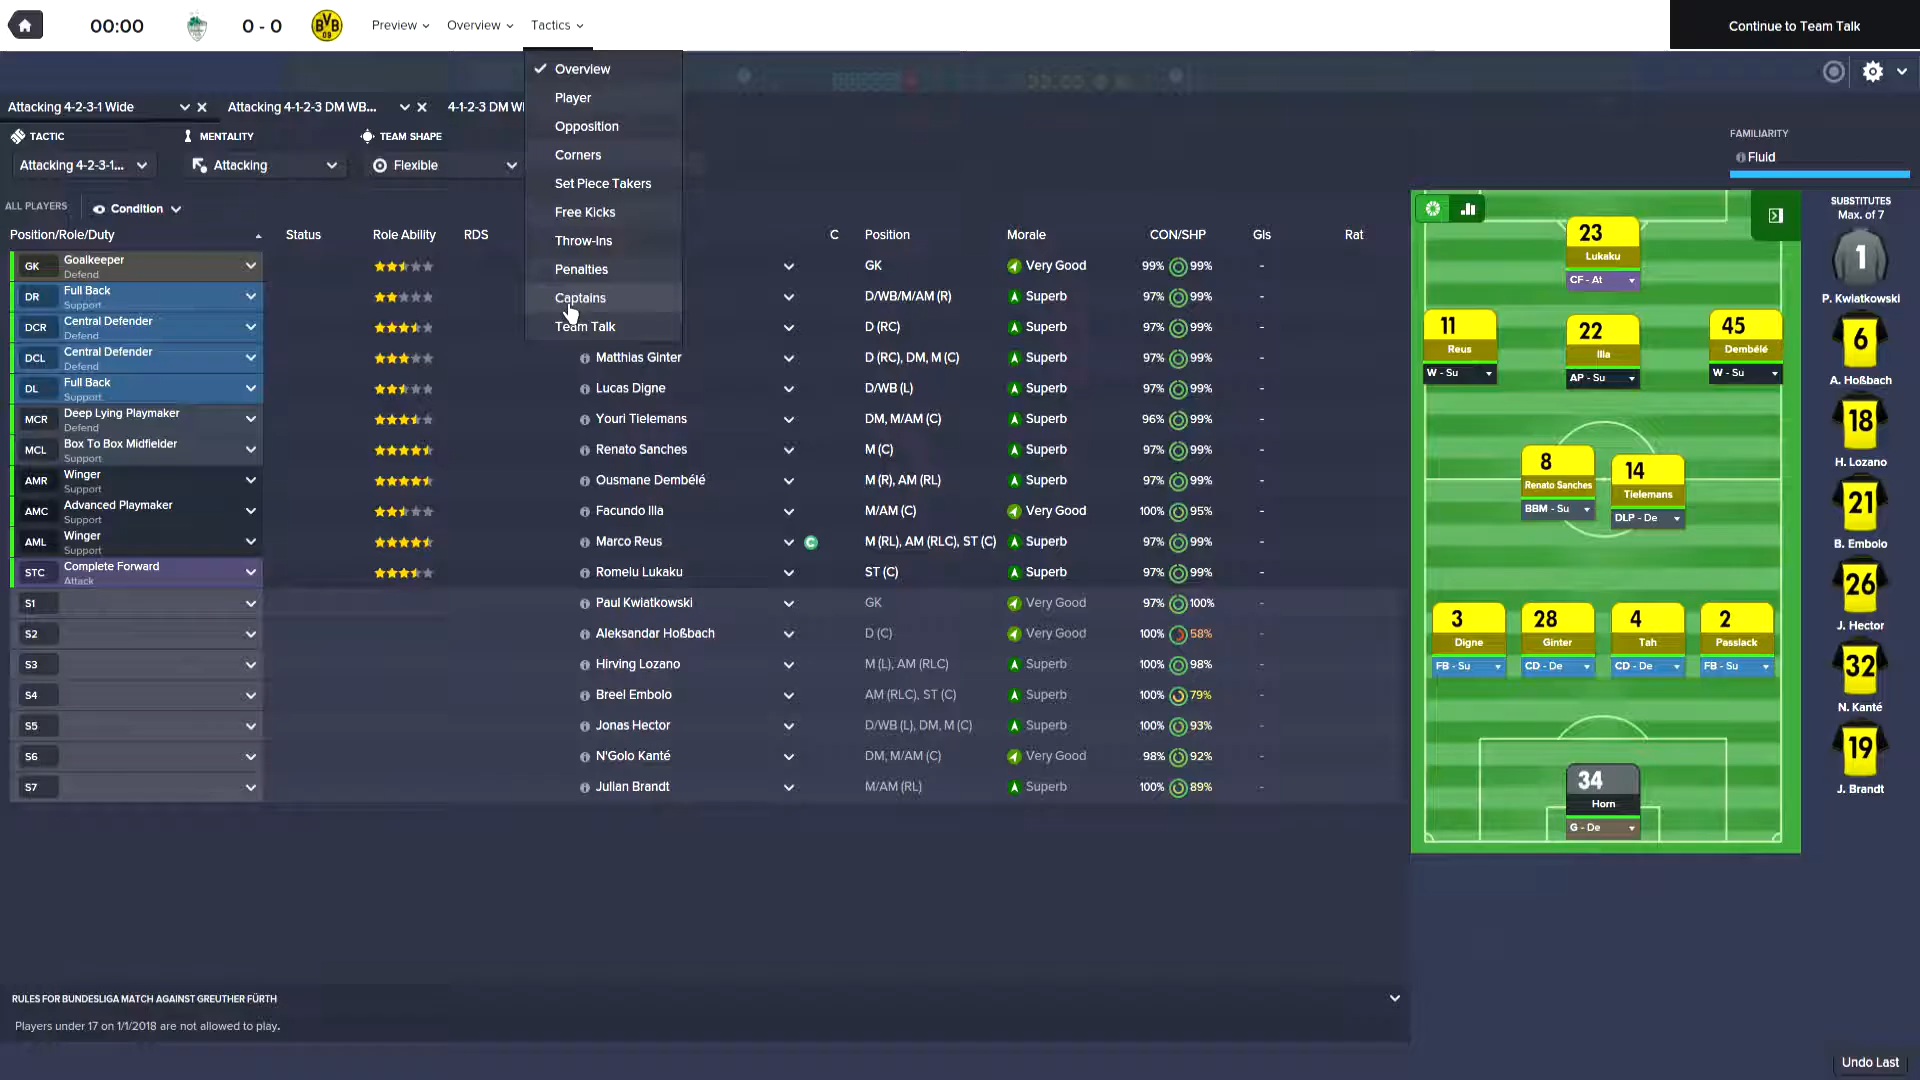 00:00 0 - 0 Preview Overview Tactics Continue to Team Talk
Overview
Player
Opposition
Corners
Set Piece Takers
Free Kicks
Throw-Ins
Penalties
Captains
Team Talk
Attacking 4-2-3-1 Wide Attacking 4-1-2-3 DM WB... 4-1-2-3 DM W
TACTIC MENTALITY TEAM SHAPE
Attacking 4-2-3-1... Attacking Flexible
FAMILIARITY
Fluid
ALL PLAYERS Condition
Position/Role/Duty Status Role Ability RDS C Position Morale CON/SHP Gls Rat
GK Goalkeeper Defend GK Very Good 99% 99% -
DR Full Back Support D/WB/M/AM (R) Superb 97% 99% -
DCR Central Defender Defend D (RC) Superb 97% 99% -
DCL Central Defender Defend Matthias Ginter D (RC), DM, M (C) Superb 97% 99% -
DL Full Back Support Lucas Digne D/WB (L) Superb 97% 99% -
MCR Deep Lying Playmaker Defend Youri Tielemans DM, M/AM (C) Superb 96% 99% -
MCL Box To Box Midfielder Support Renato Sanches M (C) Superb 97% 99% -
AMR Winger Support Ousmane Dembélé M (R), AM (RL) Superb 97% 99% -
AMC Advanced Playmaker Support Facundo Illa M/AM (C) Very Good 100% 95% -
AML Winger Support Marco Reus C M (RL), AM (RLC), ST (C) Superb 97% 99% -
STC Complete Forward Attack Romelu Lukaku ST (C) Superb 97% 99% -
S1 Paul Kwiatkowski GK Very Good 97% 100% -
S2 Aleksandar Hoßbach D (C) Very Good 100% 58% -
S3 Hirving Lozano M (L), AM (RLC) Superb 100% 98% -
S4 Breel Embolo AM (RLC), ST (C) Superb 100% 79% -
S5 Jonas Hector D/WB (L), DM, M (C) Superb 100% 93% -
S6 N'Golo Kanté DM, M/AM (C) Very Good 98% 92% -
S7 Julian Brandt M/AM (RL) Superb 100% 89% -
23
Lukaku
CF - At
11 22 45
Reus Illa Dembélé
W - Su AP - Su W - Su
8 14
Renato Sanches Tielemans
BBM - Su DLP - De
3 28 4 2
Digne Ginter Tah Passlack
FB - Su CD - De CD - De FB - Su
34
Horn
G - De
SUBSTITUTES
Max. of 7
1
P. Kwiatkowski
6
A. Hoßbach
18
H. Lozano
21
B. Embolo
26
J. Hector
32
N. Kanté
19
J. Brandt
RULES FOR BUNDESLIGA MATCH AGAINST GREUTHER FÜRTH
Players under 17 on 1/1/2018 are not allowed to play.
Undo Last